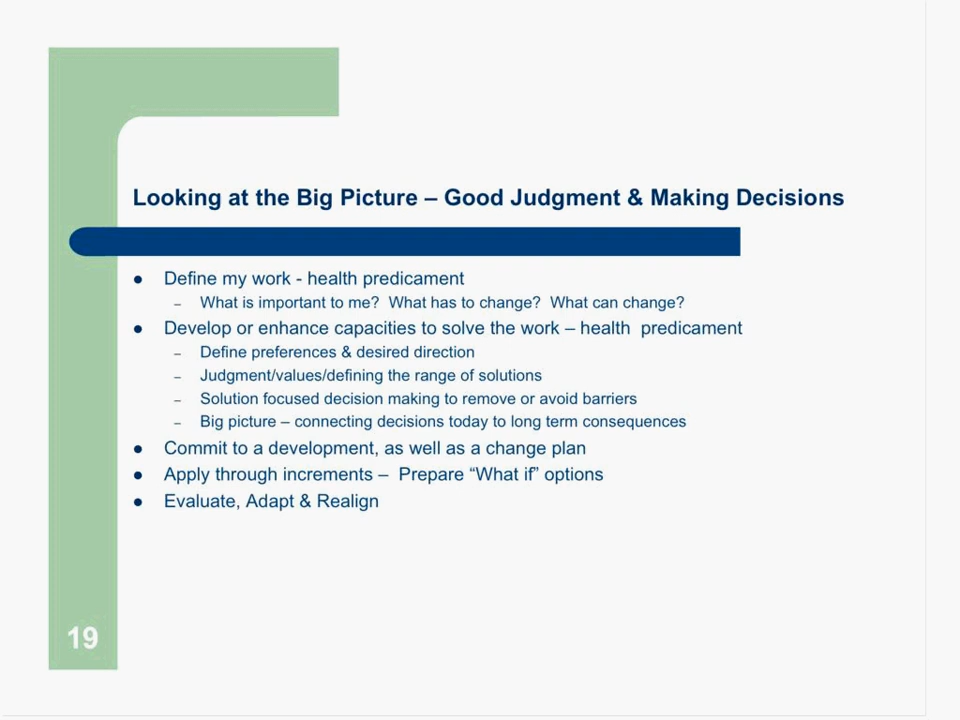 Looking at the Big Picture – Good Judgment & Making Decisions
● Define my work - health predicament
– What is important to me? What has to change? What can change?
● Develop or enhance capacities to solve the work – health predicament
– Define preferences & desired direction
– Judgment/values/defining the range of solutions
– Solution focused decision making to remove or avoid barriers
– Big picture – connecting decisions today to long term consequences
● Commit to a development, as well as a change plan
● Apply through increments – Prepare “What if” options
● Evaluate, Adapt & Realign
19